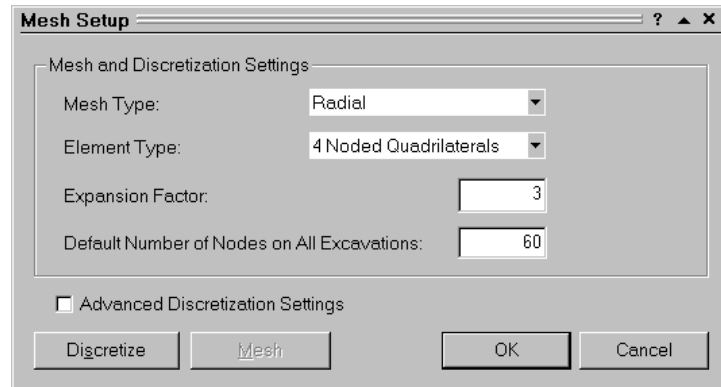 Mesh Setup ?
Mesh and Discretization Settings
Mesh Type: Radial
Element Type: 4 Noded Quadrilaterals
Expansion Factor: 3
Default Number of Nodes on All Excavations: 60
Advanced Discretization Settings
Discretize Mesh OK Cancel